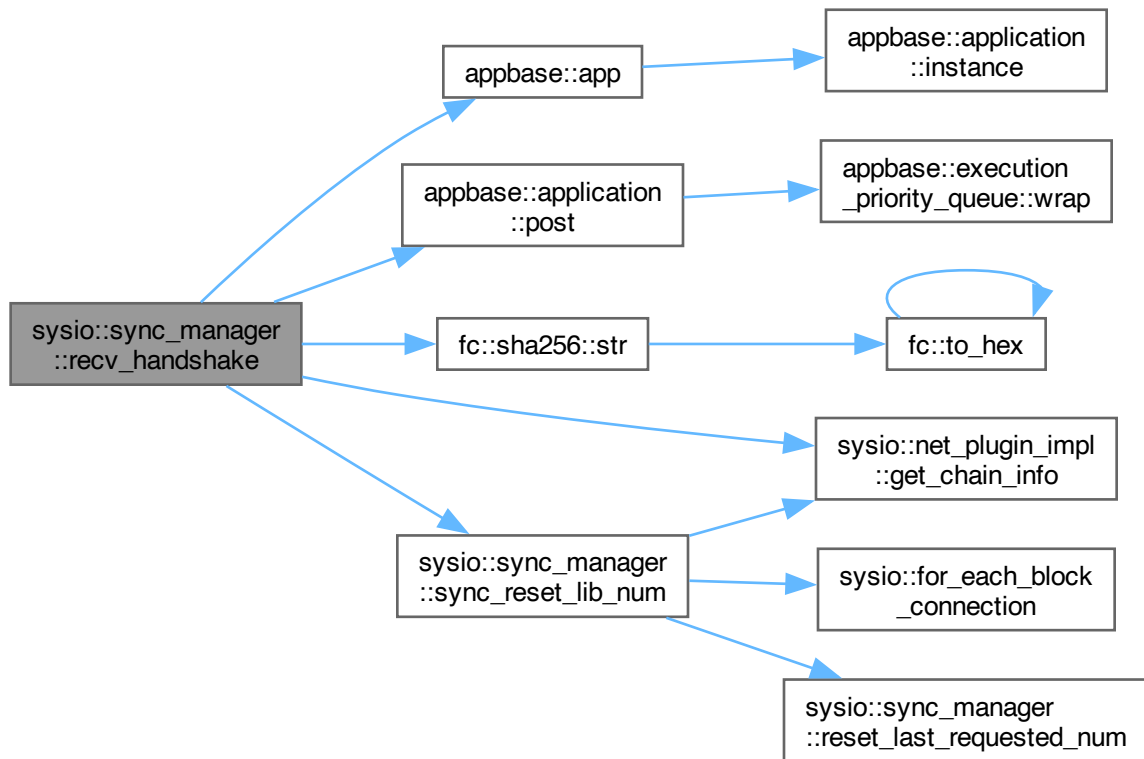 sysio::sync_manager
::recv_handshake
appbase::app
appbase::application
::instance
appbase::application
::post
appbase::execution
_priority_queue::wrap
fc::sha256::str
fc::to_hex
sysio::net_plugin_impl
::get_chain_info
sysio::sync_manager
::sync_reset_lib_num
sysio::for_each_block
_connection
sysio::sync_manager
::reset_last_requested_num